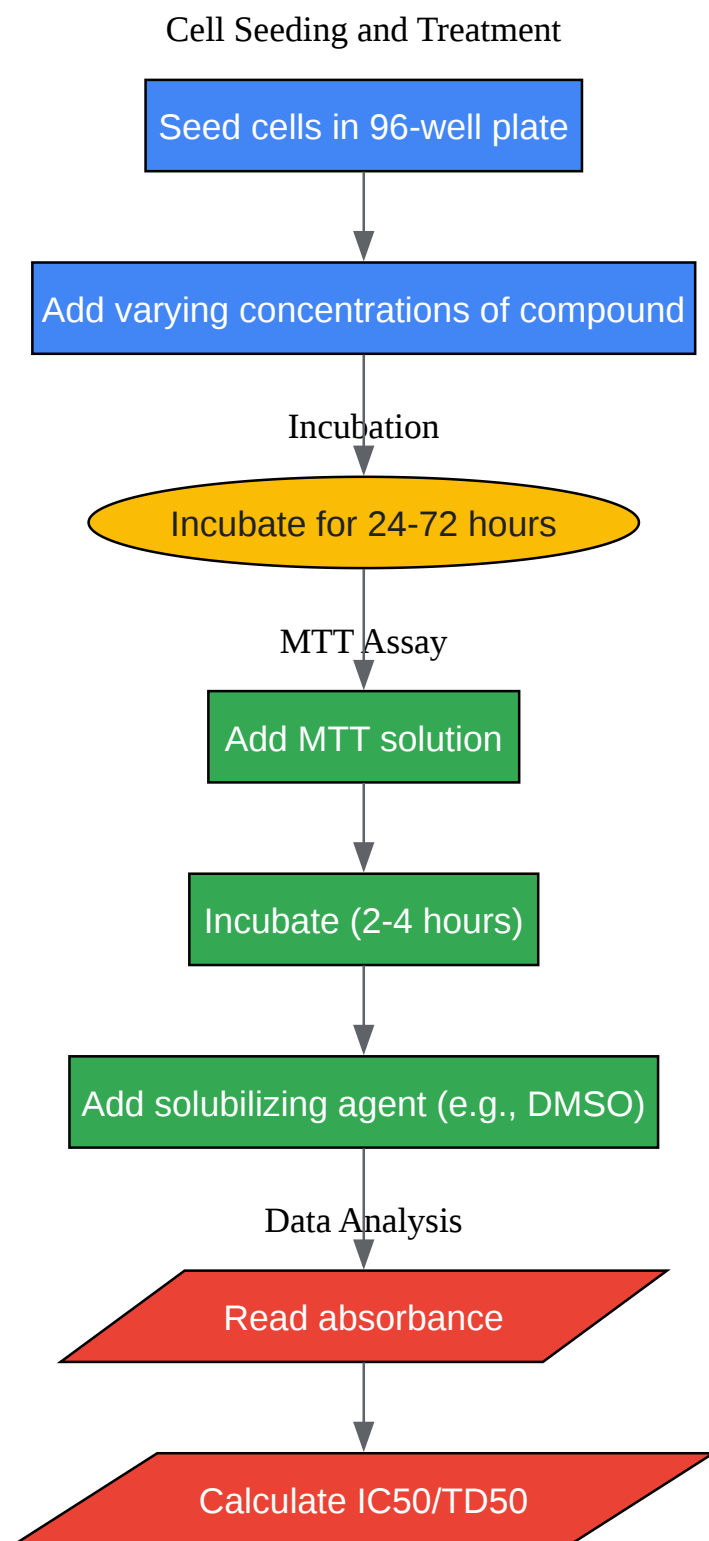 Cell Seeding and Treatment
Seed cells in 96-well plate
Add varying concentrations of compound
Incubation
Incubate for 24-72 hours
MTT Assay
Add MTT solution
Incubate (2-4 hours)
Add solubilizing agent (e.g., DMSO)
Data Analysis
Read absorbance
Calculate IC50/TD50